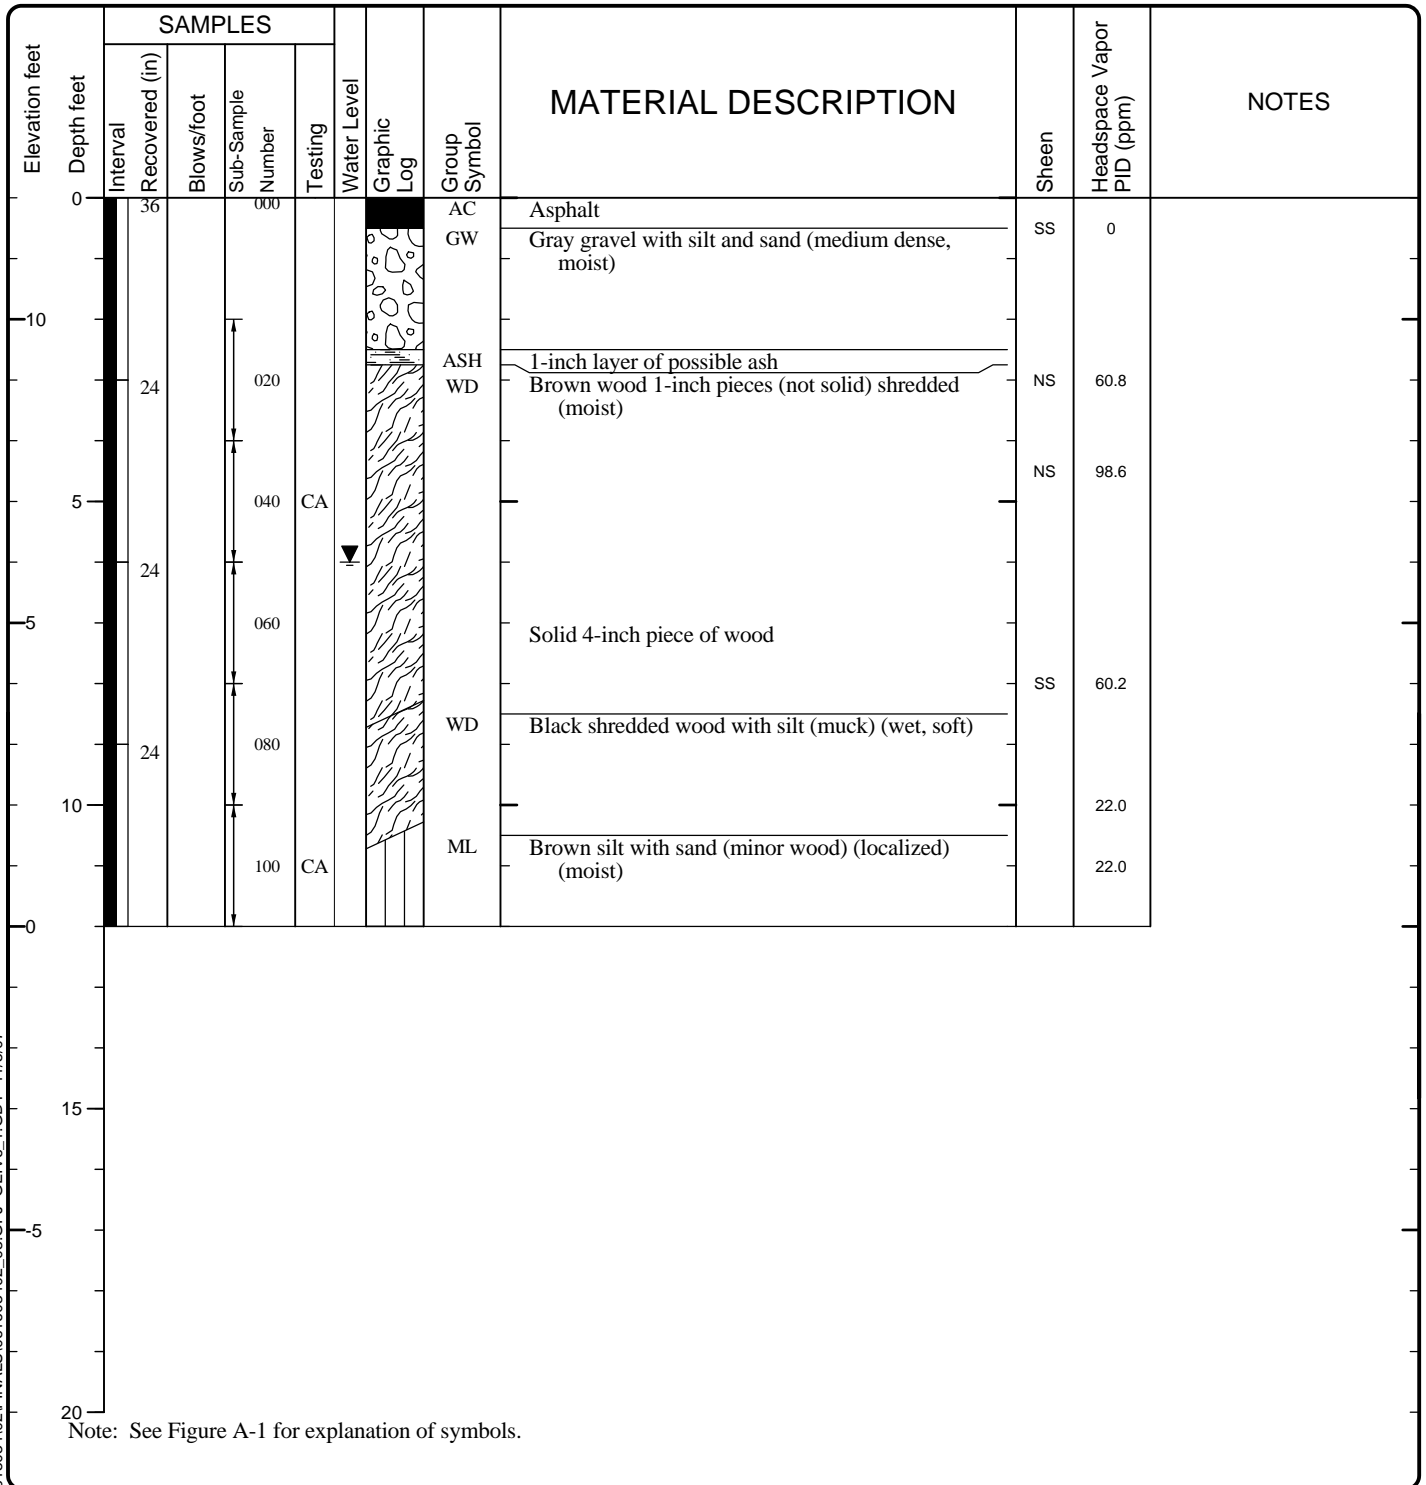 SAMPLES
Elevation feet
Depth feet
Interval
Recovered (in)
Blows/foot
Sub-Sample
Number
Testing
Water Level
Graphic
Log
Group
Symbol
MATERIAL DESCRIPTION
Sheen
Headspace Vapor
PID (ppm)
NOTES
0
36
000
AC
Asphalt
SS
0
GW
Gray gravel with silt and sand (medium dense,
moist)
10
ASH
1-inch layer of possible ash
24
020
WD
Brown wood 1-inch pieces (not solid) shredded
(moist)
NS
60.8
NS
98.6
5
040
CA
24
5
060
Solid 4-inch piece of wood
SS
60.2
WD
Black shredded wood with silt (muck) (wet, soft)
24
080
10
22.0
ML
Brown silt with sand (minor wood) (localized)
(moist)
100
CA
22.0
0
15
-5
20
Note: See Figure A-1 for explanation of symbols.